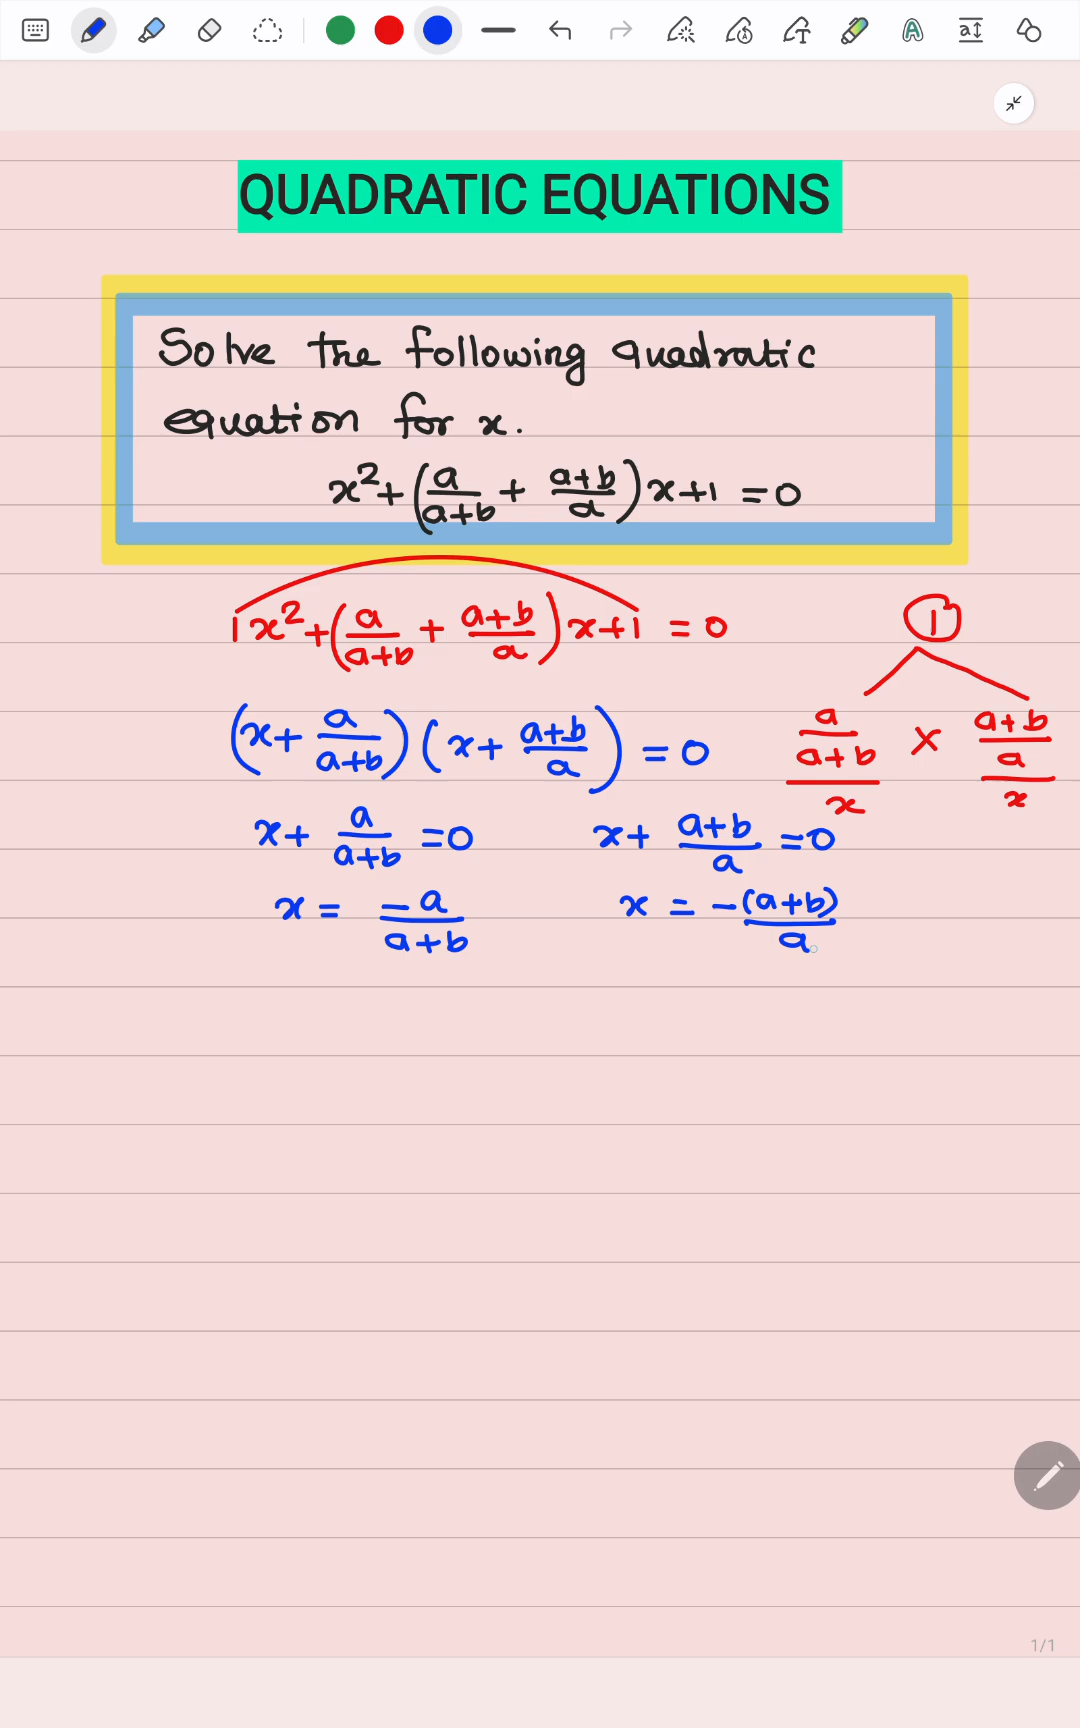 QUADRATIC EQUATIONS
Solve the following quadratic
equation for x.
x² + (a/(a+b) + (a+b)/a) x + 1 = 0
1x² + (a/(a+b) + (a+b)/a) x + 1 = 0
1
(x + a/(a+b)) (x + (a+b)/a) = 0
a/(a+b)/x × (a+b)/a/x
x + a/(a+b) = 0
x + (a+b)/a = 0
x = -a/(a+b)
x = -(a+b)/a
1/1